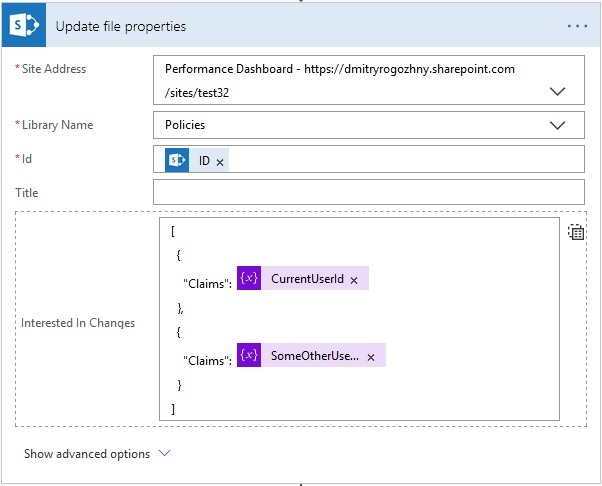 Update file properties
* Site Address
Performance Dashboard - https://dmitryrogozhny.sharepoint.com
/sites/test32
* Library Name
Policies
* Id
ID ×
Title
Interested In Changes
[
{
"Claims": {x} CurrentUserId ×
},
{
"Claims": {x} SomeOtherUse... ×
}
]
Show advanced options